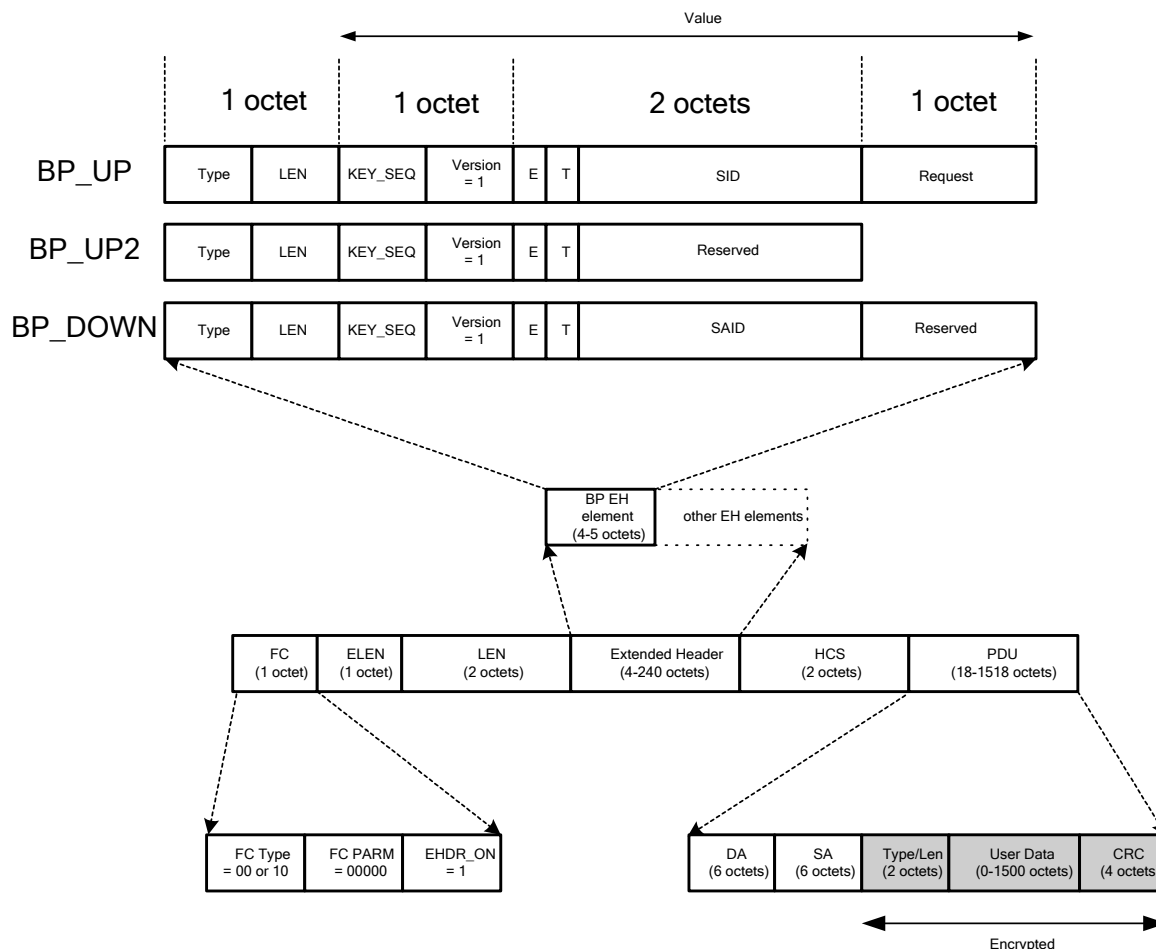 Value
1 octet 1 octet 2 octets 1 octet
BP_UP Type LEN KEY_SEQ Version = 1 E T SID Request
BP_UP2 Type LEN KEY_SEQ Version = 1 E T Reserved
BP_DOWN Type LEN KEY_SEQ Version = 1 E T SAID Reserved
BP EH
element
(4-5 octets)
other EH elements
FC
(1 octet)
ELEN
(1 octet)
LEN
(2 octets)
Extended Header
(4-240 octets)
HCS
(2 octets)
PDU
(18-1518 octets)
FC Type
= 00 or 10
FC PARM
= 00000
EHDR_ON
= 1
DA
(6 octets)
SA
(6 octets)
Type/Len
(2 octets)
User Data
(0-1500 octets)
CRC
(4 octets
Encrypted